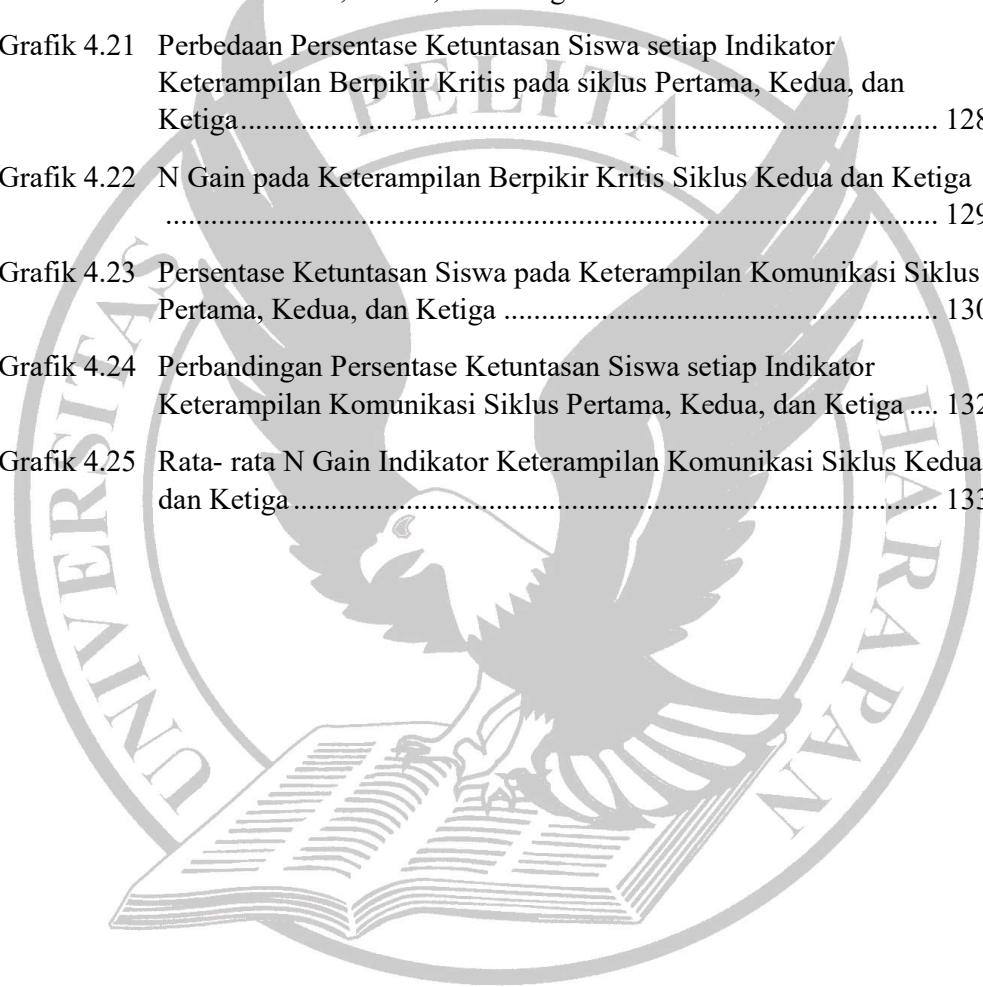 Grafik 4.21 Perbedaan Persentase Ketuntasan Siswa setiap Indikator
Keterampilan Berpikir Kritis pada siklus Pertama, Kedua, dan
Ketiga........................................................................................... 128
Grafik 4.22 N Gain pada Keterampilan Berpikir Kritis Siklus Kedua dan Ketiga
..................................................................................................... 129
Grafik 4.23 Persentase Ketuntasan Siswa pada Keterampilan Komunikasi Siklus
Pertama, Kedua, dan Ketiga ........................................................ 130
Grafik 4.24 Perbandingan Persentase Ketuntasan Siswa setiap Indikator
Keterampilan Komunikasi Siklus Pertama, Kedua, dan Ketiga .... 132
Grafik 4.25 Rata- rata N Gain Indikator Keterampilan Komunikasi Siklus Kedua
dan Ketiga .................................................................................... 133
UNIVERSITAS PELITA HARAPAN